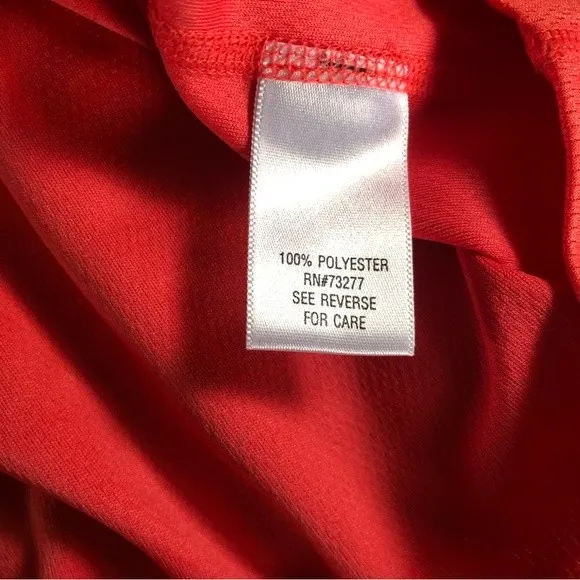 100% POLYESTER
RN#73277
SEE REVERSE
FOR CARE